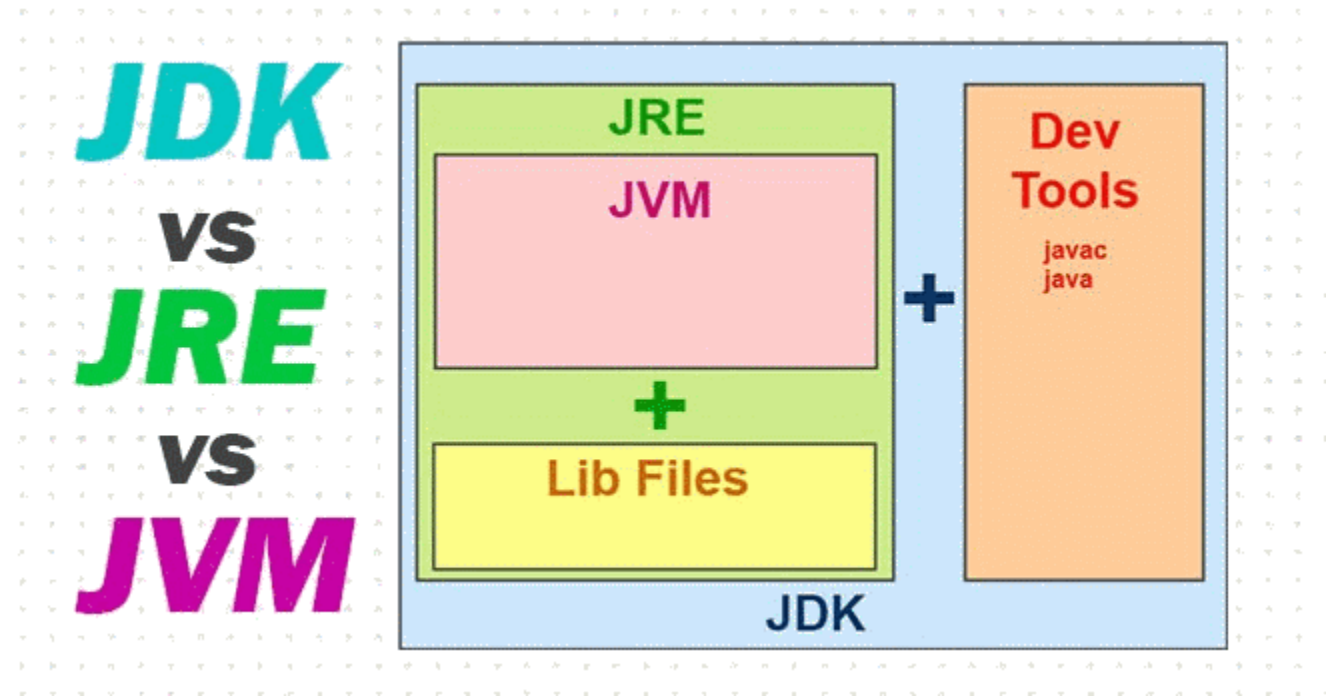 JDK
vs
JRE
vs
JVM
JRE
JVM
+
Lib Files
+
Dev
Tools
javac
java
JDK